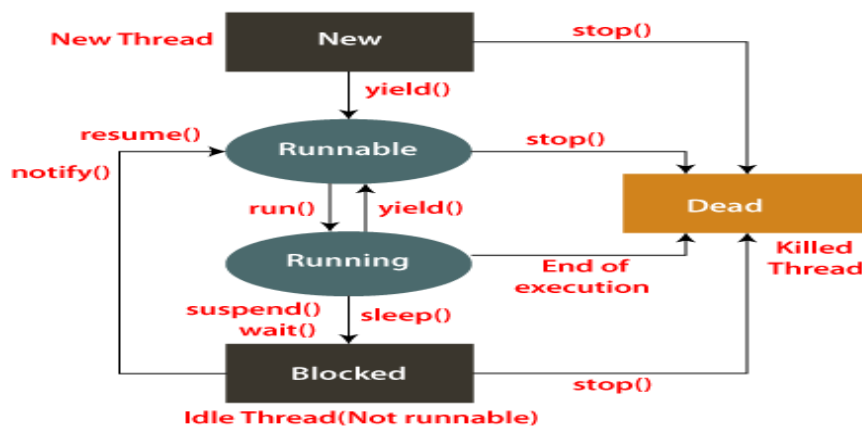 New Thread
New
stop()
yield()
resume()
Runnable
stop()
notify()
run()
yield()
Dead
Running
End of
execution
Killed
Thread
suspend()
wait()
sleep()
Blocked
stop()
Idle Thread(Not runnable)